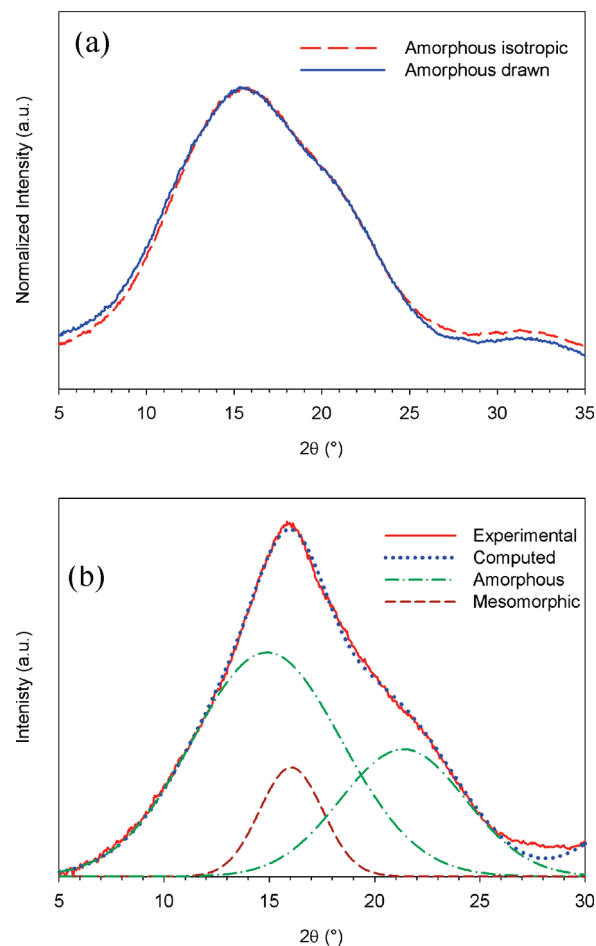 (a)
Amorphous isotropic
Amorphous drawn
Normalized Intensity (a.u.)
5 10 15 20 25 30 35
2θ (°)
(b)
Experimental
Computed
Amorphous
Mesomorphic
Intenisty (a.u.)
5 10 15 20 25 30
2θ (°)